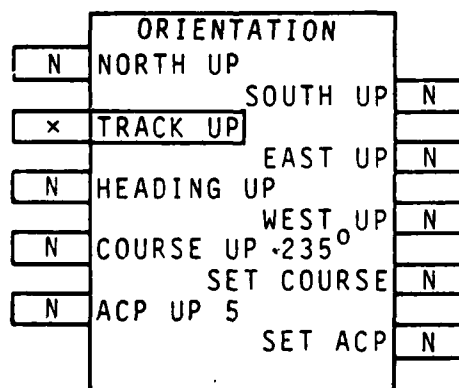 ORIENTATION
N NORTH UP
SOUTH UP N
× TRACK UP
EAST UP N
N HEADING UP
WEST UP N
N COURSE UP 235°
SET COURSE N
N ACP UP 5
SET ACP N